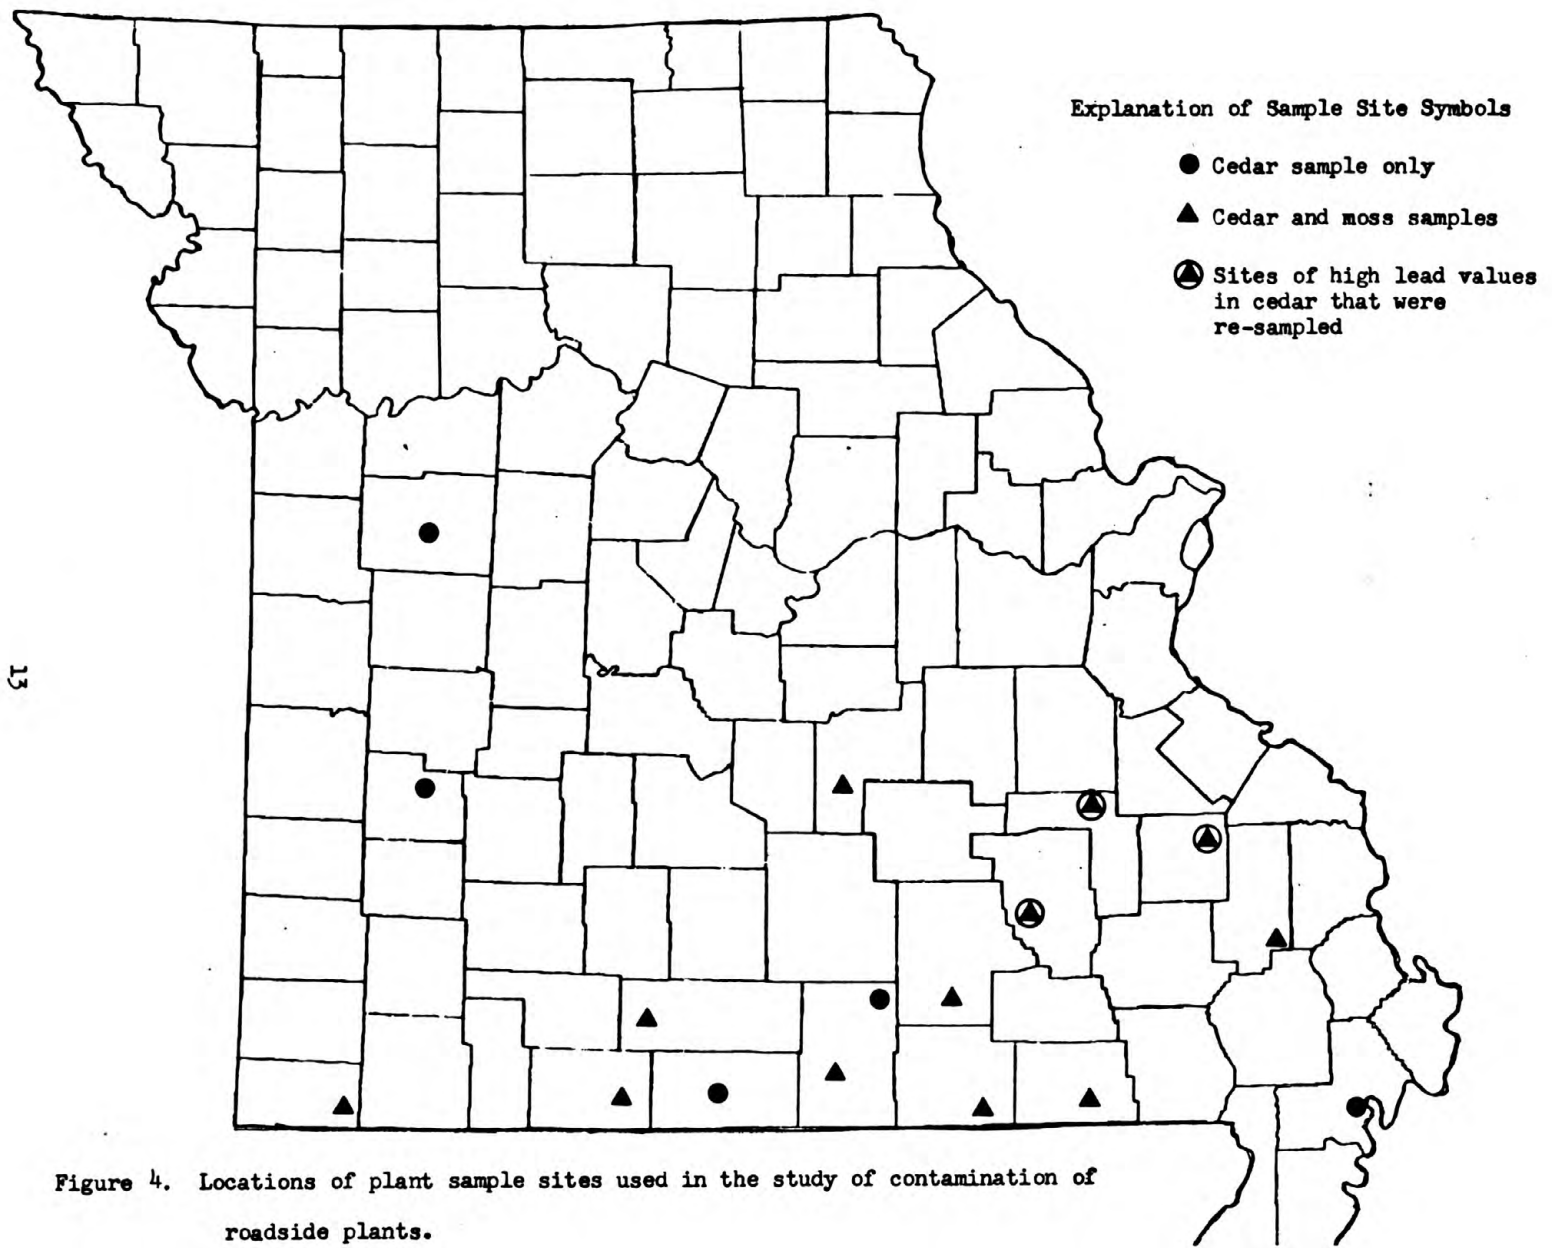 Explanation of Sample Site Symbols
Cedar sample only
Cedar and moss samples
Sites of high lead values
in cedar that were
re-sampled
13
Figure 4. Locations of plant sample sites used in the study of contamination of
roadside plants.